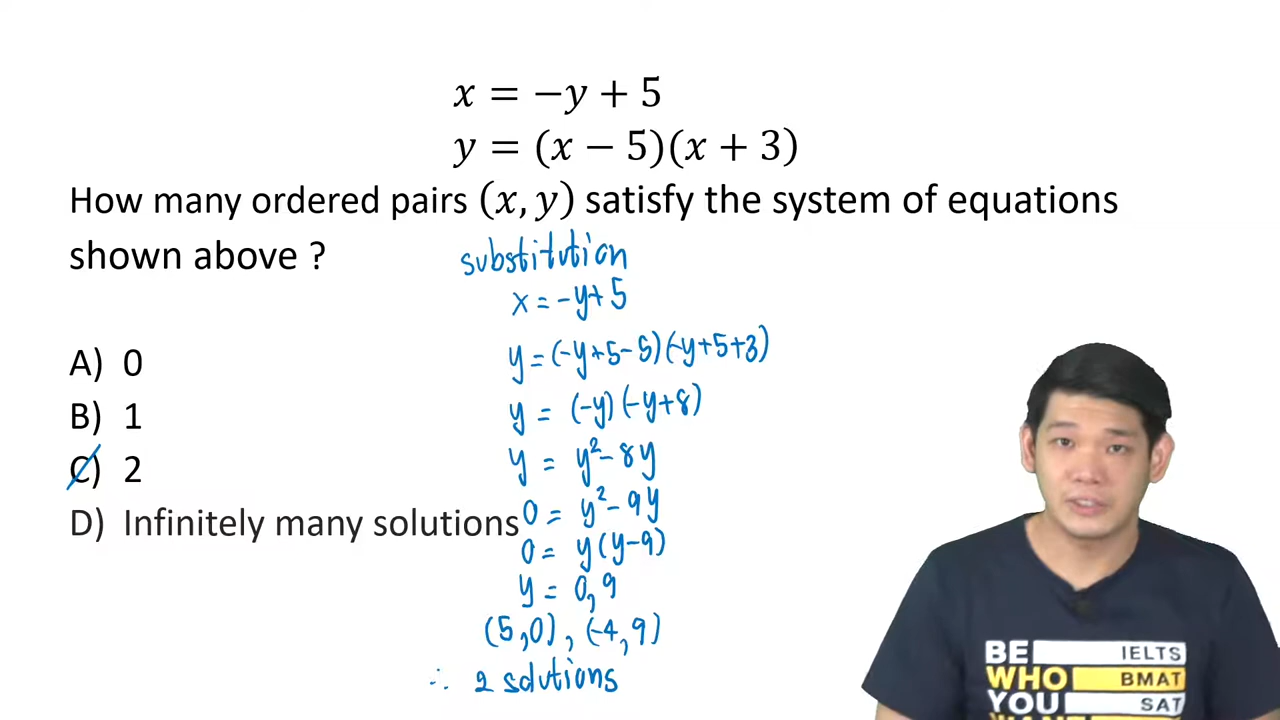 x = −y + 5
y = (x − 5)(x + 3)
How many ordered pairs (x, y) satisfy the system of equations
shown above ?
substitution
x = -y+5
y = (-y+5-5)(-y+5+3)
y = (-y)(-y+8)
y = y²-8y
0 = y²-9y
0 = y(y-9)
y = 0,9
(5,0), (-4,9)
∴ 2 solutions
A) 0
B) 1
C) 2
D) Infinitely many solutions
BE IELTS
WHO BMAT
YOU SAT
WANT